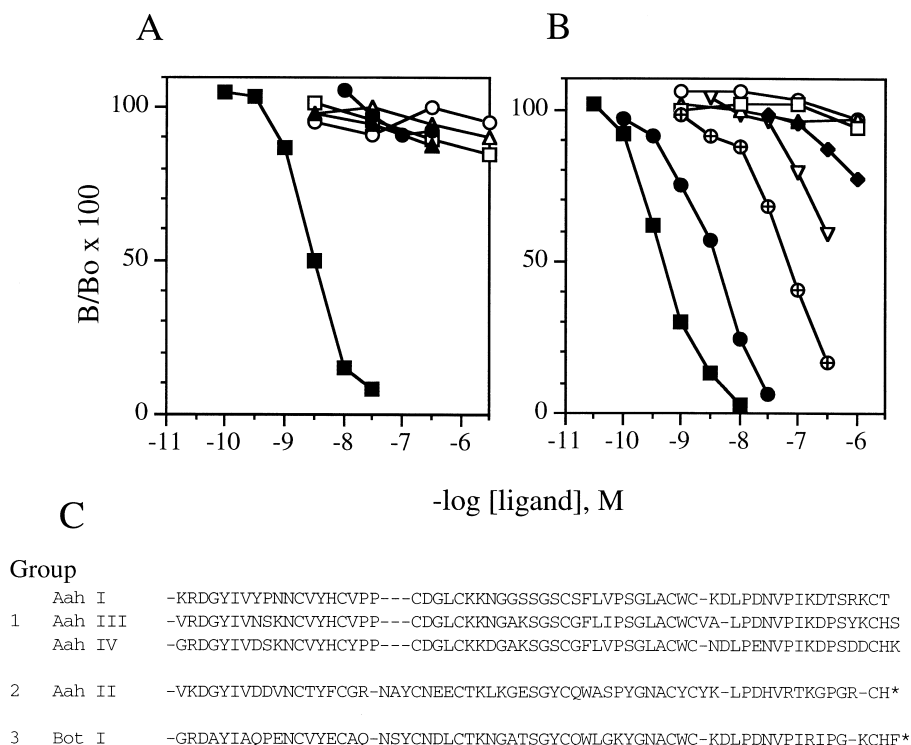 A
B
100
50
0
-11 -10 -9 -8 -7 -6
B/Bo x 100
100
50
0
-11 -10 -9 -8 -7 -6
-log [ligand], M
C
Group
Aah I -KRDGYIVYPNNCVYHCVPP---CDGLCKKNGGSSGSCSFLVPSGLACWC-KDLPDNVPIKDTSRKCT
1 Aah III -VRDGYIVNSKNCVYHCVPP---CDGLCKKNGAKSGSCGFLIPSGLACWCVA-LPDNVPIKDPSYKCHS
Aah IV -GRDGYIVDSKNCVYHCYPP---CDGLCKKDGAKSGSCGFLVPSGLACWC-NDLPENVPIKDPSDDCHK
2 Aah II -VKDGYIVDDVNCTYFCGR-NAYCNEECTKLKGESGYCQWASPYGNACYCYK-LPDHVRTKGPGR-CH*
3 Bot I -GRDAYIAQPENCVYECAQ-NSYCNDLCTKNGATSGYCQWLGKYGNACWC-KDLPDNVPIRIPG-KCHF*